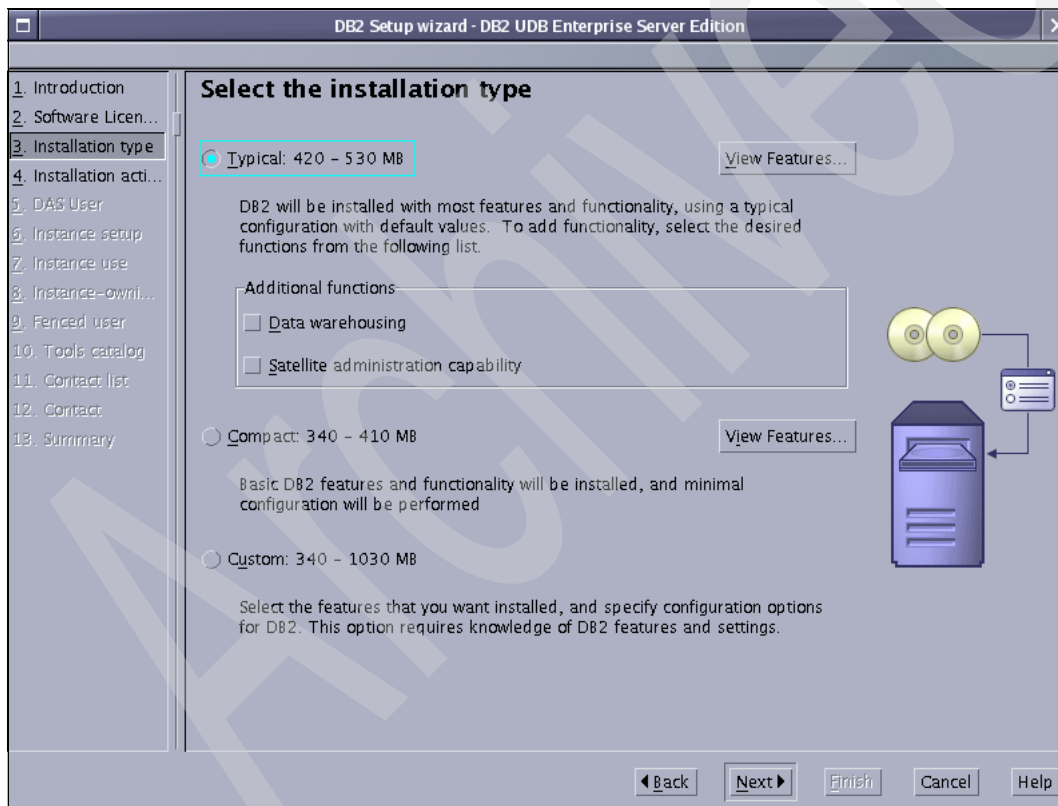 DB2 Setup wizard - DB2 UDB Enterprise Server Edition
1. Introduction
2. Software Licen...
3. Installation type
4. Installation acti...
5. DAS User
6. Instance setup
7. Instance use
8. Instance-owni...
9. Fenced user
10. Tools catalog
11. Contact list
12. Contact
13. Summary
Select the installation type
Typical: 420 - 530 MB
View Features...
DB2 will be installed with most features and functionality, using a typical
configuration with default values. To add functionality, select the desired
functions from the following list.
Additional functions
Data warehousing
Satellite administration capability
Compact: 340 - 410 MB
View Features...
Basic DB2 features and functionality will be installed, and minimal
configuration will be performed
Custom: 340 - 1030 MB
Select the features that you want installed, and specify configuration options
for DB2. This option requires knowledge of DB2 features and settings.
Back
Next
Finish
Cancel
Help
Archived